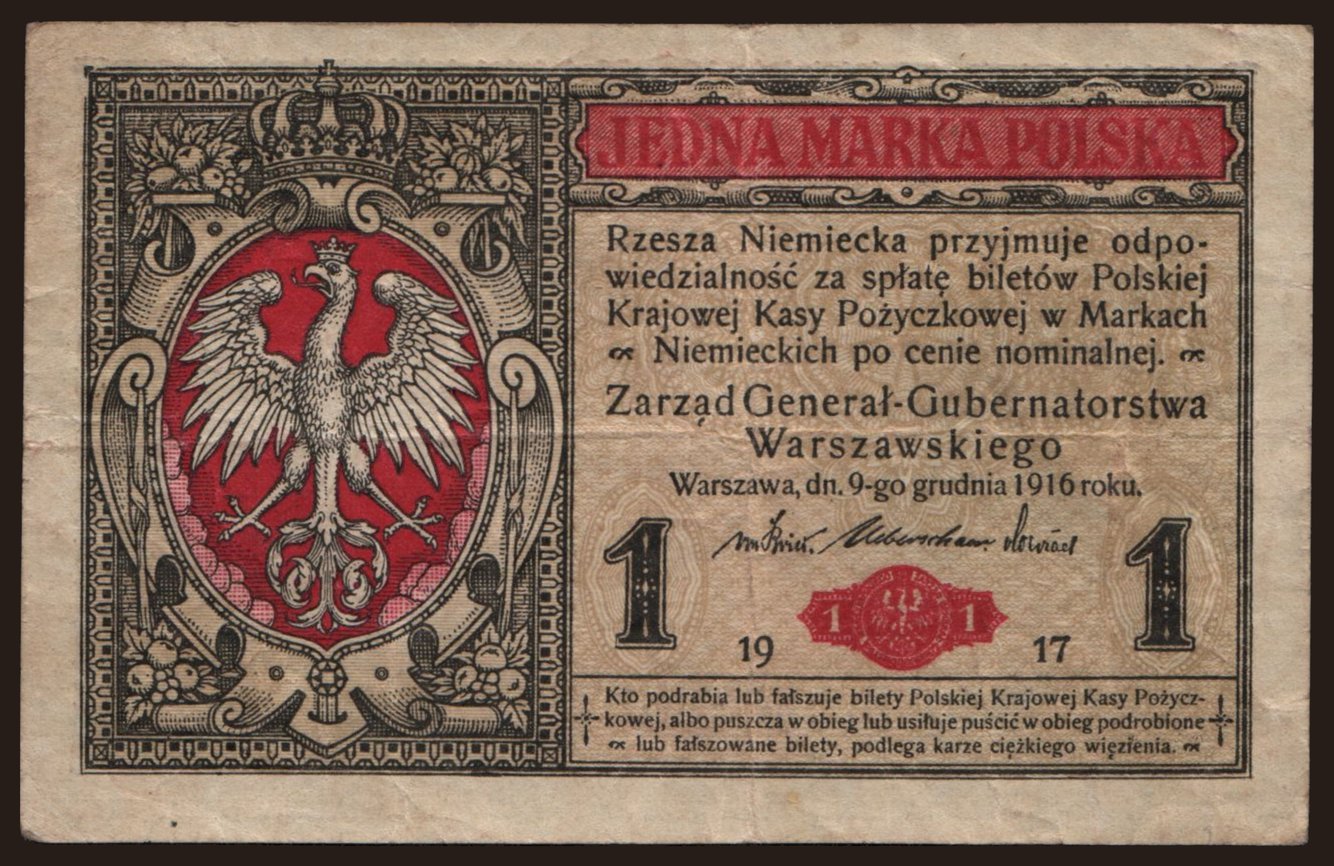 JEDNA MARKA POLSKA
Rzesza Niemiecka przyjmuje odpo-
wiedzialność za spłatę biletów Polskiej
Krajowej Kasy Pożyczkowej w Markach
Niemieckich po cenie nominalnej.
Zarząd Generał-Gubernatorstwa
Warszawskiego
Warszawa, dn. 9-go grudnia 1916 roku.
1 1
1 1
19 17
Kto podrabia lub fałszuje bilety Polskiej Krajowej Kasy Pożycz-
kowej, albo puszcza w obieg lub usiłuje puścić w obieg podrobione
lub fałszowane bilety, podlega karze ciężkiego więzienia.